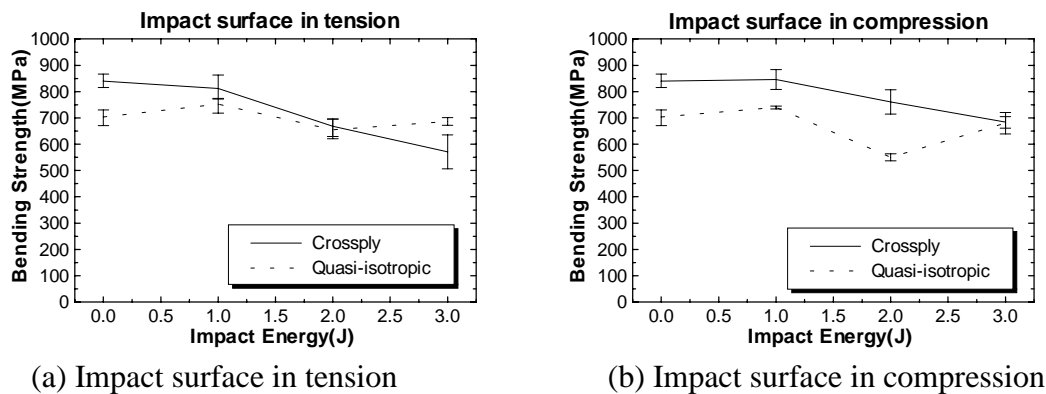 Impact surface in tension
1000
900
800
700
600
500
400
300
200
100
0
Bending Strength(MPa)
Crossply
Quasi-isotropic
0.0 0.5 1.0 1.5 2.0 2.5 3.0
Impact Energy(J)
(a) Impact surface in tension
Impact surface in compression
1000
900
800
700
600
500
400
300
200
100
0
Bending Strength(MPa)
Crossply
Quasi-isotropic
0.0 0.5 1.0 1.5 2.0 2.5 3.0
Impact Energy(J)
(b) Impact surface in compression